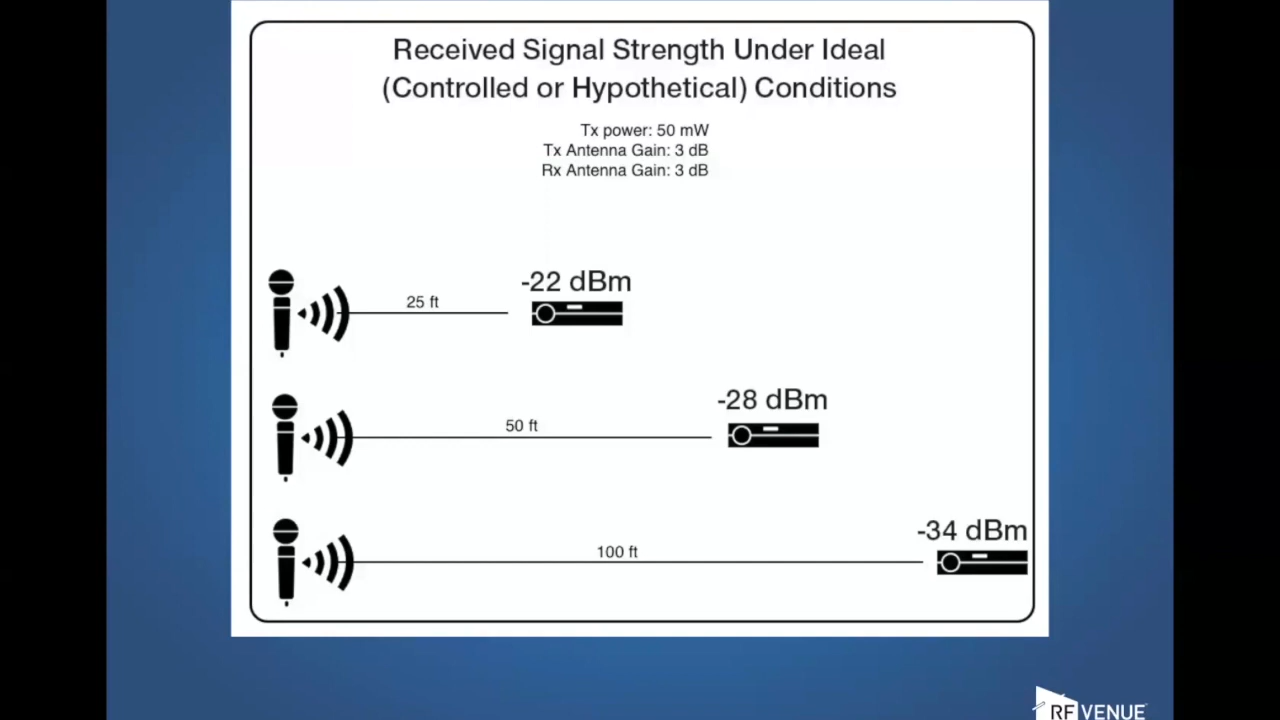 Received Signal Strength Under Ideal
(Controlled or Hypothetical) Conditions
Tx power: 50 mW
Tx Antenna Gain: 3 dB
Rx Antenna Gain: 3 dB
-22 dBm
25 ft
-28 dBm
50 ft
-34 dBm
100 ft
RF VENUE